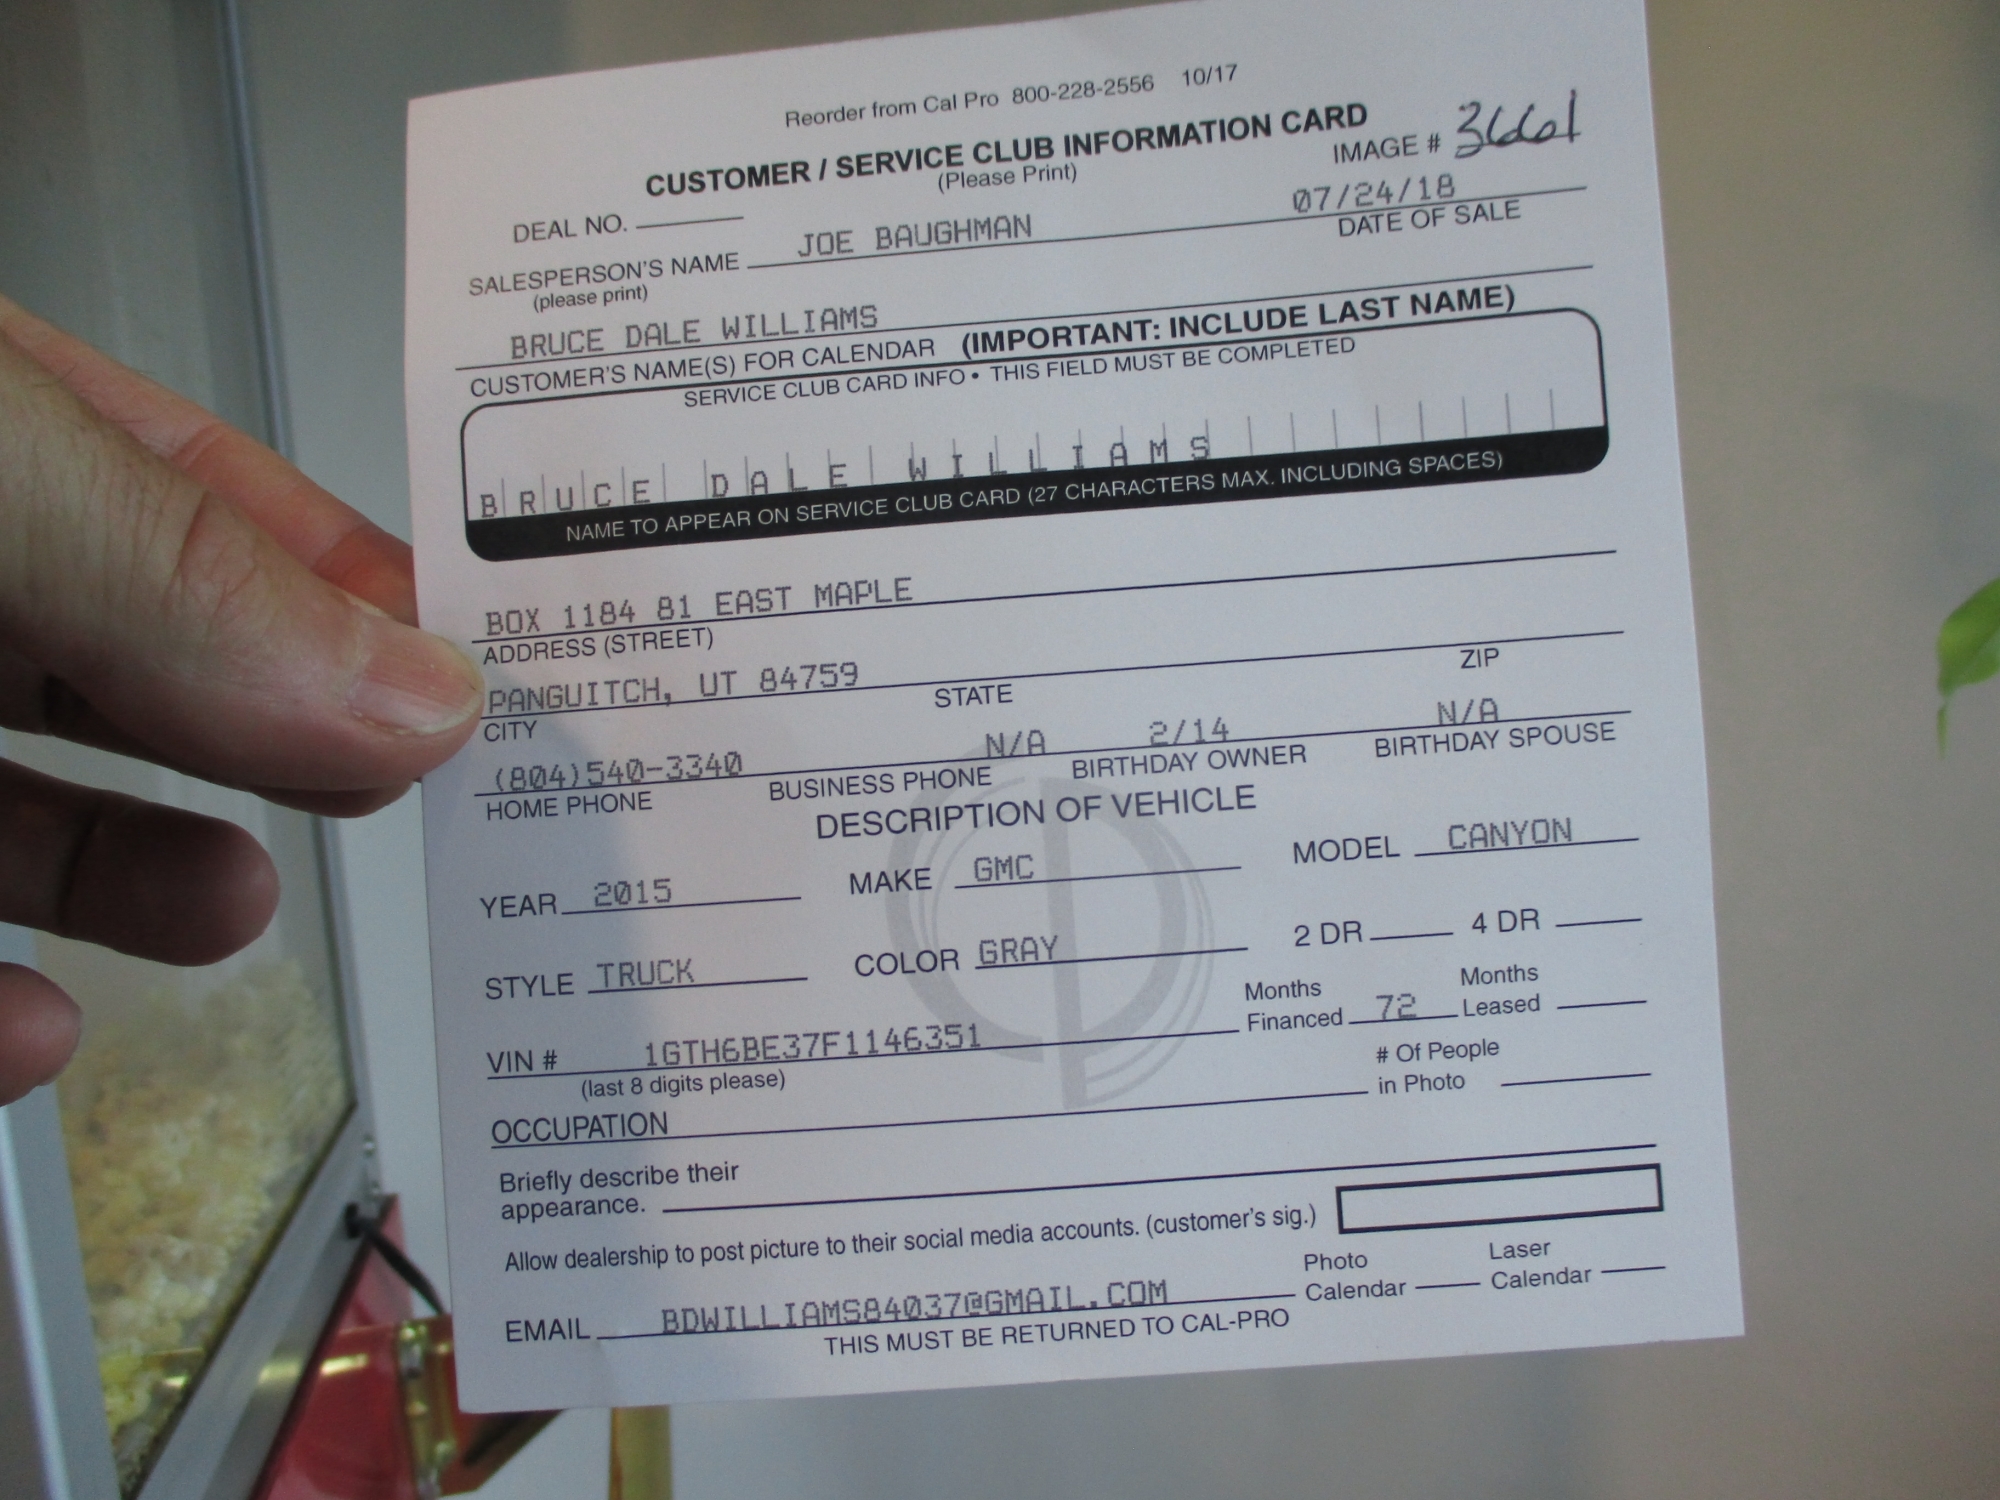 Reorder from Cal Pro 800-228-2556 10/17
CUSTOMER / SERVICE CLUB INFORMATION CARD
(Please Print)
IMAGE # 3661
DEAL NO.
07/24/18
DATE OF SALE
SALESPERSON'S NAME JOE BAUGHMAN
(please print)
BRUCE DALE WILLIAMS
CUSTOMER'S NAME(S) FOR CALENDAR (IMPORTANT: INCLUDE LAST NAME)
SERVICE CLUB CARD INFO • THIS FIELD MUST BE COMPLETED
BRUCE DALE WILLIAMS
NAME TO APPEAR ON SERVICE CLUB CARD (27 CHARACTERS MAX. INCLUDING SPACES)
BOX 1184 81 EAST MAPLE
ADDRESS (STREET)
PANGUITCH, UT 84759
CITY STATE ZIP
(804)540-3340 N/A 2/14 N/A
HOME PHONE BUSINESS PHONE BIRTHDAY OWNER BIRTHDAY SPOUSE
DESCRIPTION OF VEHICLE
YEAR 2015 MAKE GMC MODEL CANYON
STYLE TRUCK COLOR GRAY 2 DR 4 DR
VIN # 1GTH6BE37F1146351 Months Financed 72 Months Leased
(last 8 digits please)
OCCUPATION # Of People in Photo
Briefly describe their
appearance.
Allow dealership to post picture to their social media accounts. (customer's sig.)
EMAIL BDWILLIAMS84037@GMAIL.COM Photo Calendar Laser Calendar
THIS MUST BE RETURNED TO CAL-PRO